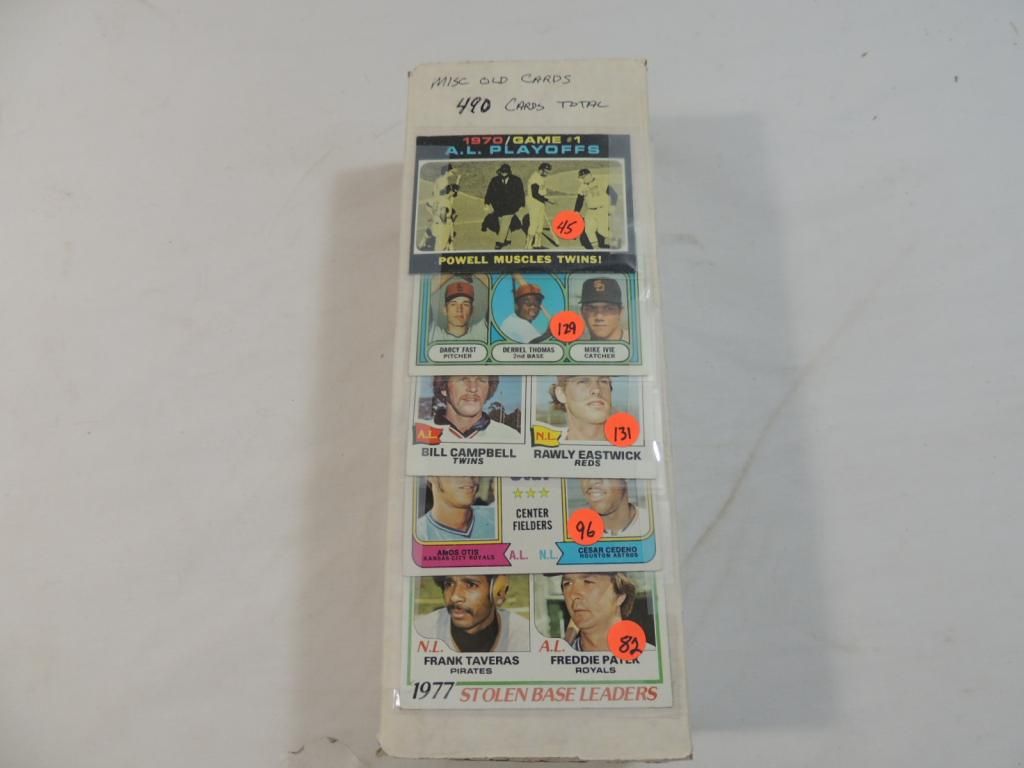 MISC OLD CARDS
490 CARDS TOTAL
1970/GAME #1
A.L. PLAYOFFS
45
POWELL MUSCLES TWINS!
129
DARCY FAST DERREL THOMAS MIKE IVIE
PITCHER 2nd BASE CATCHER
A.L. N.L. 131
BILL CAMPBELL RAWLY EASTWICK
TWINS REDS
CENTER
FIELDERS
96
AMOS OTIS A.L. N.L. CESAR CEDENO
KANSAS CITY ROYALS HOUSTON ASTROS
82
N.L. A.L.
FRANK TAVERAS FREDDIE PATEK
PIRATES ROYALS
1977 STOLEN BASE LEADERS